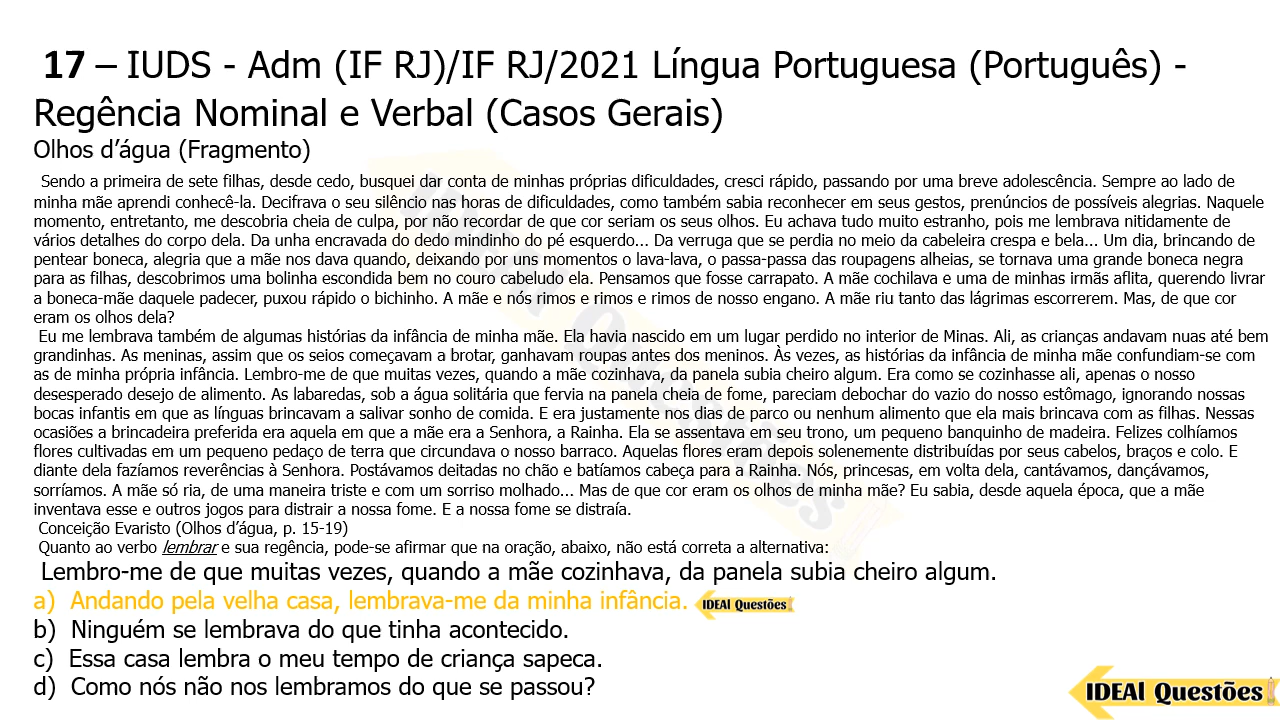 17 – IUDS - Adm (IF RJ)/IF RJ/2021 Língua Portuguesa (Português) -
Regência Nominal e Verbal (Casos Gerais)
Olhos d’água (Fragmento)
Sendo a primeira de sete filhas, desde cedo, busquei dar conta de minhas próprias dificuldades, cresci rápido, passando por uma breve adolescência. Sempre ao lado de
minha mãe aprendi conhecê-la. Decifrava o seu silêncio nas horas de dificuldades, como também sabia reconhecer em seus gestos, prenúncios de possíveis alegrias. Naquele
momento, entretanto, me descobria cheia de culpa, por não recordar de que cor seriam os seus olhos. Eu achava tudo muito estranho, pois me lembrava nitidamente de
vários detalhes do corpo dela. Da unha encravada do dedo mindinho do pé esquerdo... Da verruga que se perdia no meio da cabeleira crespa e bela... Um dia, brincando de
pentear boneca, alegria que a mãe nos dava quando, deixando por uns momentos o lava-lava, o passa-passa das roupagens alheias, se tornava uma grande boneca negra
para as filhas, descobrimos uma bolinha escondida bem no couro cabeludo ela. Pensamos que fosse carrapato. A mãe cochilava e uma de minhas irmãs aflita, querendo livrar
a boneca-mãe daquele padecer, puxou rápido o bichinho. A mãe e nós rimos e rimos e rimos de nosso engano. A mãe riu tanto das lágrimas escorrerem. Mas, de que cor
eram os olhos dela?
Eu me lembrava também de algumas histórias da infância de minha mãe. Ela havia nascido em um lugar perdido no interior de Minas. Ali, as crianças andavam nuas até bem
grandinhas. As meninas, assim que os seios começavam a brotar, ganhavam roupas antes dos meninos. Às vezes, as histórias da infância de minha mãe confundiam-se com
as de minha própria infância. Lembro-me de que muitas vezes, quando a mãe cozinhava, da panela subia cheiro algum. Era como se cozinhasse ali, apenas o nosso
desesperado desejo de alimento. As labaredas, sob a água solitária que fervia na panela cheia de fome, pareciam debochar do vazio do nosso estômago, ignorando nossas
bocas infantis em que as línguas brincavam a salivar sonho de comida. E era justamente nos dias de parco ou nenhum alimento que ela mais brincava com as filhas. Nessas
ocasiões a brincadeira preferida era aquela em que a mãe era a Senhora, a Rainha. Ela se assentava em seu trono, um pequeno banquinho de madeira. Felizes colhíamos
flores cultivadas em um pequeno pedaço de terra que circundava o nosso barraco. Aquelas flores eram depois solenemente distribuídas por seus cabelos, braços e colo. E
diante dela fazíamos reverências à Senhora. Postávamos deitadas no chão e batíamos cabeça para a Rainha. Nós, princesas, em volta dela, cantávamos, dançávamos,
sorríamos. A mãe só ria, de uma maneira triste e com um sorriso molhado... Mas de que cor eram os olhos de minha mãe? Eu sabia, desde aquela época, que a mãe
inventava esse e outros jogos para distrair a nossa fome. E a nossa fome se distraía.
Conceição Evaristo (Olhos d’água, p. 15-19)
Quanto ao verbo lembrar e sua regência, pode-se afirmar que na oração, abaixo, não está correta a alternativa:
Lembro-me de que muitas vezes, quando a mãe cozinhava, da panela subia cheiro algum.
a) Andando pela velha casa, lembrava-me da minha infância. IDEAl Questões
b) Ninguém se lembrava do que tinha acontecido.
c) Essa casa lembra o meu tempo de criança sapeca.
d) Como nós não nos lembramos do que se passou?
IDEAl Questões